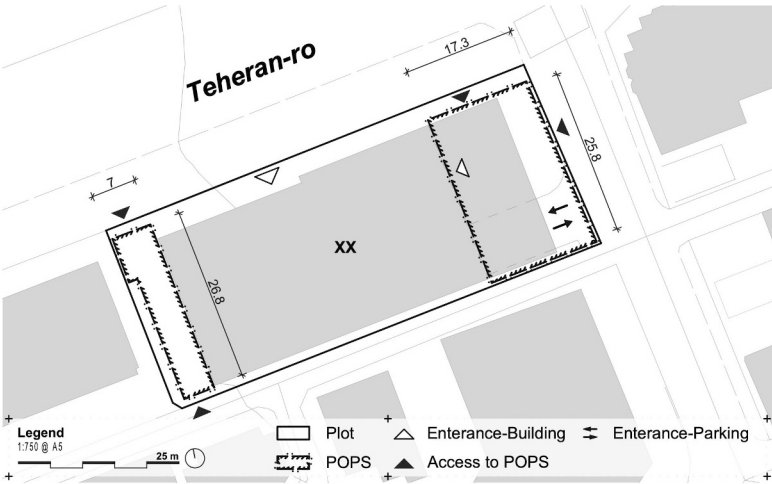 17.3
Teheran-ro
25.8
7
XX
26.8
Legend
1:750 @ A5
25 m
Plot
Enterance-Building
Enterance-Parking
POPS
Access to POPS